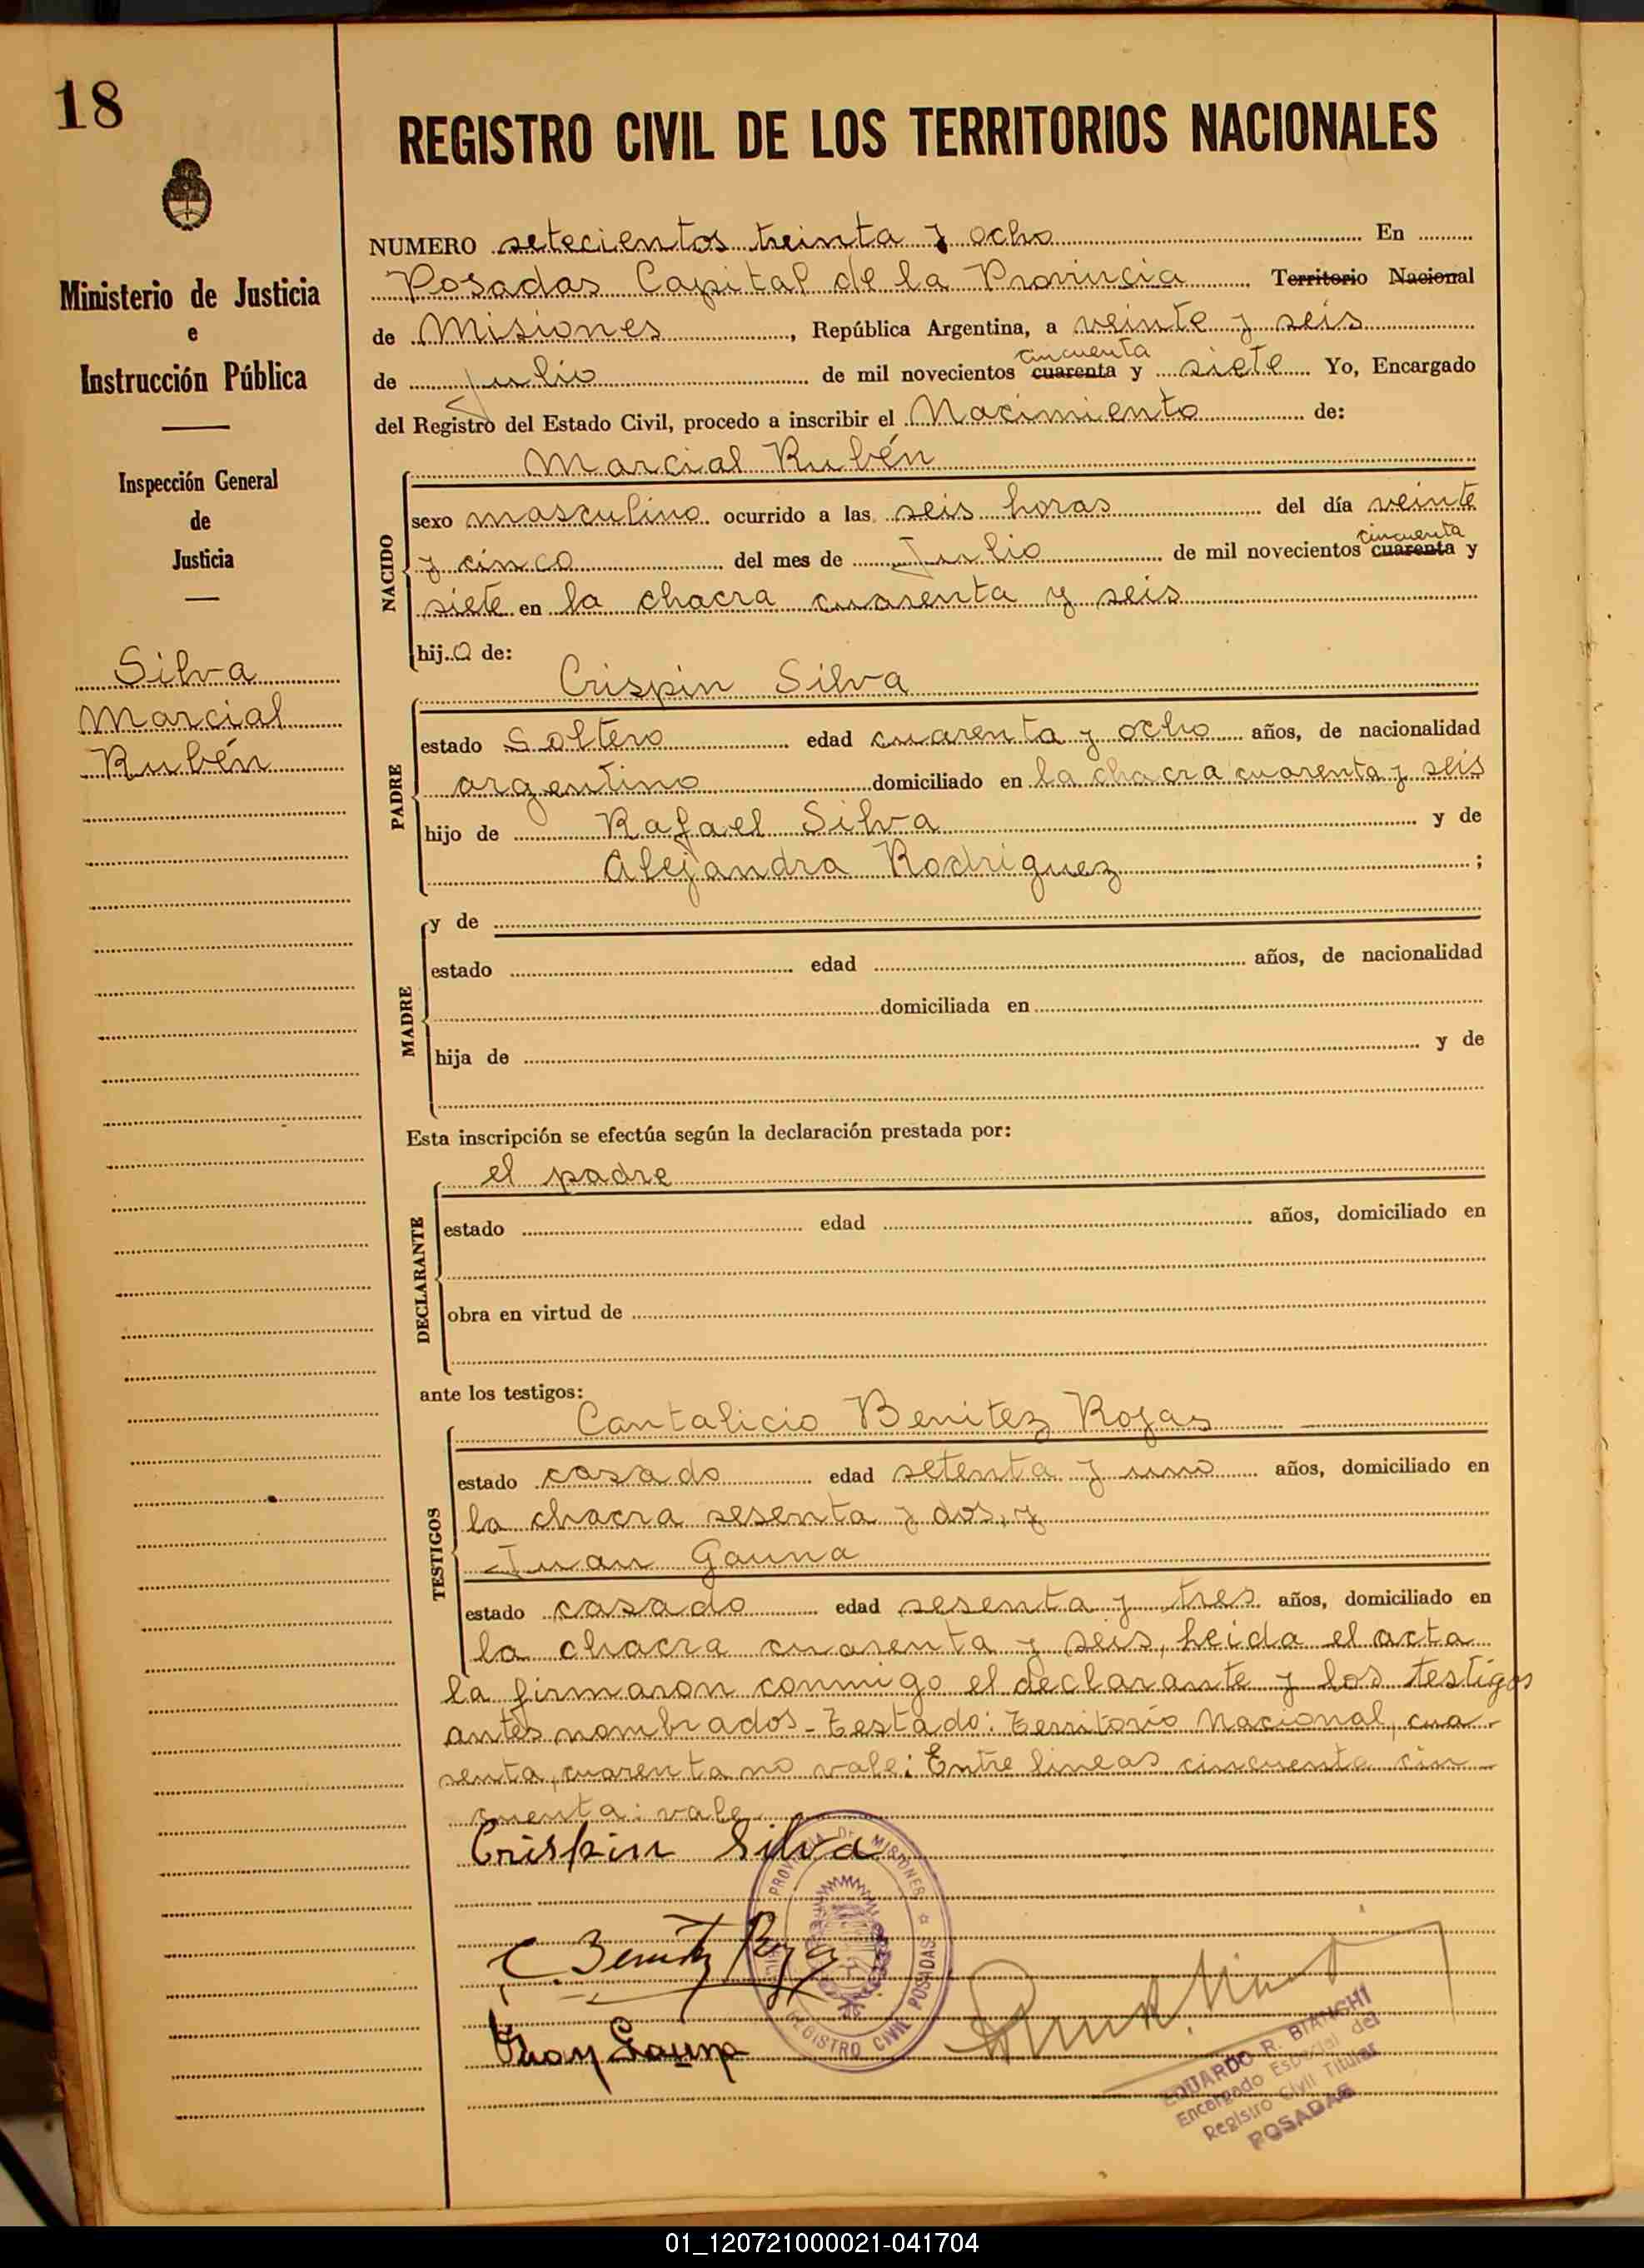 18
Ministerio de Justicia
e
Instrucción Pública
Inspección General
de
Justicia
Silva
Marcial
Rubén
REGISTRO CIVIL DE LOS TERRITORIOS NACIONALES
NUMERO setecientos treinta y ocho En
Posadas Capital de la Provincia Territorio Nacional
de Misiones, República Argentina, a veinte y seis
cincuenta
de Julio de mil novecientos cuarenta y siete Yo, Encargado
del Registro del Estado Civil, procedo a inscribir el Nacimiento de:
NACIDO
Marcial Rubén
sexo masculino ocurrido a las seis horas del día veinte
cincuenta
y cinco del mes de Julio de mil novecientos cuarenta y
siete en la chacra cuarenta y seis
hijo de:
PADRE
Crispin Silva
estado Soltero edad cuarenta y ocho años, de nacionalidad
argentino domiciliado en la chacra cuarenta y seis
hijo de Rafael Silva y de
Alejandra Rodriguez;
MADRE
y de
estado edad años, de nacionalidad
domiciliada en
hija de y de
Esta inscripción se efectúa según la declaración prestada por:
DECLARANTE
el padre
estado edad años, domiciliado en
obra en virtud de
ante los testigos:
TESTIGOS
Cantalicio Benitez Rojas
estado casado edad setenta y uno años, domiciliado en
la chacra sesenta y dos, y
Juan Gauna
estado casado edad sesenta y tres años, domiciliado en
la chacra cuarenta y seis, leida el acta
la firmaron conmigo el declarante y los testigos
antes nombrados - Testado: Territorio Nacional, cua-
renta, cuarenta no vale: Entre lineas cincuenta cin-
cuenta: vale
Crispin Silva
C. Benitez Rojas
Juan Gauna
PROVINCIA DE MISIONES
REGISTRO CIVIL POSADAS
EDUARDO R. BIANCHI
Encargado Especial del
Registro Civil Titular
POSADAS
01_120721000021-041704